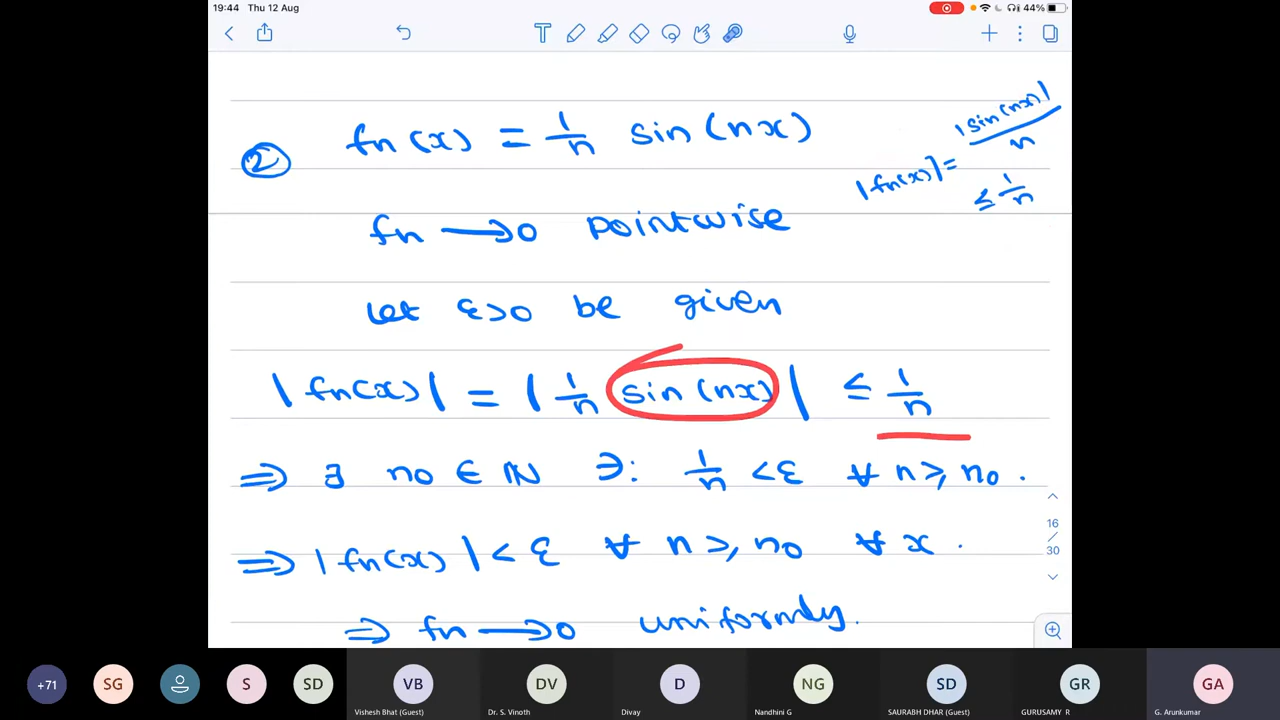 19:44 Thu 12 Aug
44%
② fn(x) = 1/n sin(nx)
|fn(x)| = |sin(nx)|/n
≤ 1/n
fn → 0 pointwise
Let ε>0 be given
|fn(x)| = |1/n sin(nx)| ≤ 1/n
⇒ ∃ n₀ ∈ ℕ ∋: 1/n < ε ∀ n ≥ n₀.
⇒ |fn(x)| < ε ∀ n ≥ n₀ ∀ x.
⇒ fn → 0 uniformly.
16
/
30
+71 SG S SD VB DV D NG SD GR GA
Vishesh Bhat (Guest) Dr. S. Vinoth Divay Nandhini G SAURABH DHAR (Guest) GURUSAMY R G. Arunkumar